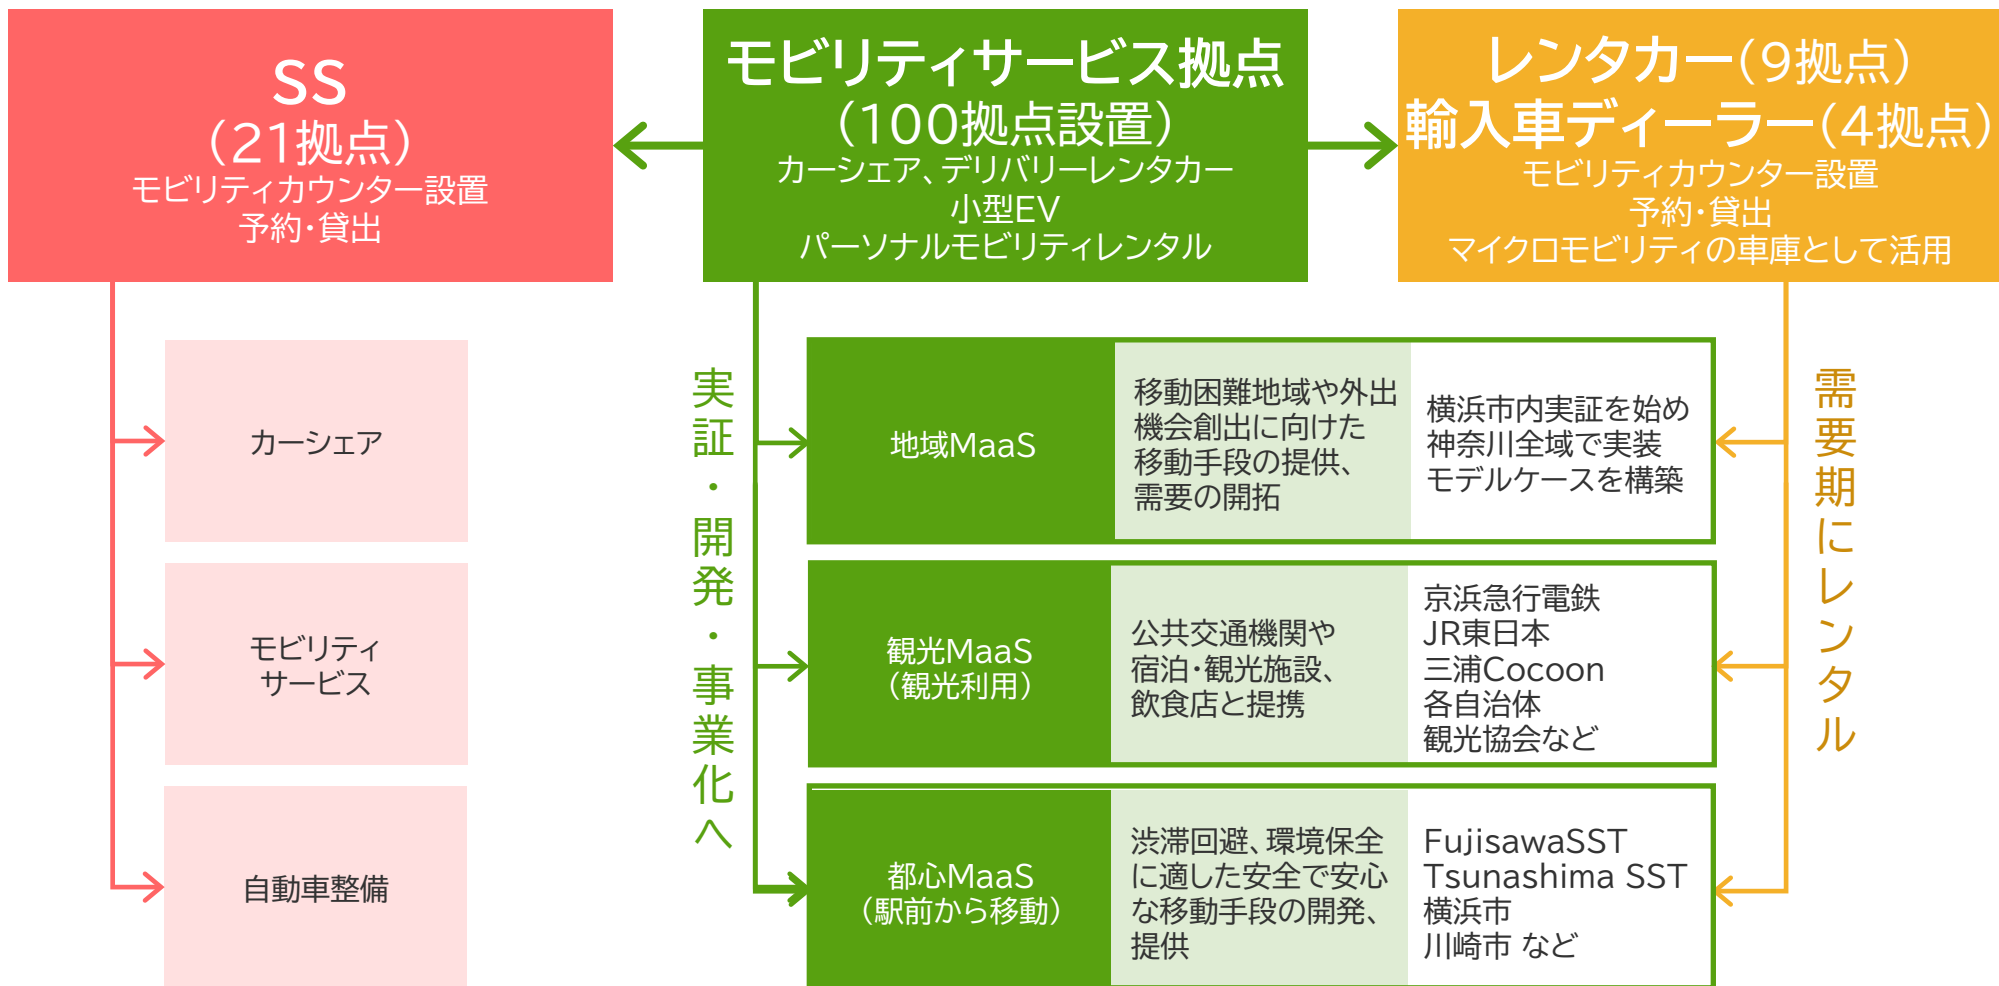 SS
（21拠点）
モビリティカウンター設置
予約・貸出
モビリティサービス拠点
（100拠点設置）
カーシェア、デリバリーレンタカー
小型EV
パーソナルモビリティレンタル
レンタカー（9拠点）
輸入車ディーラー（4拠点）
モビリティカウンター設置
予約・貸出
マイクロモビリティの車庫として活用
カーシェア
モビリティ
サービス
自動車整備
実証・開発・事業化へ
地域MaaS
移動困難地域や外出
機会創出に向けた
移動手段の提供、
需要の開拓
横浜市内実証を始め
神奈川全域で実装
モデルケースを構築
観光MaaS
（観光利用）
公共交通機関や
宿泊・観光施設、
飲食店と提携
京浜急行電鉄
JR東日本
三浦Cocoon
各自治体
観光協会など
都心MaaS
（駅前から移動）
渋滞回避、環境保全
に適した安全で安心
な移動手段の開発、
提供
FujisawaSST
Tsunashima SST
横浜市
川崎市 など
需要期にレンタル